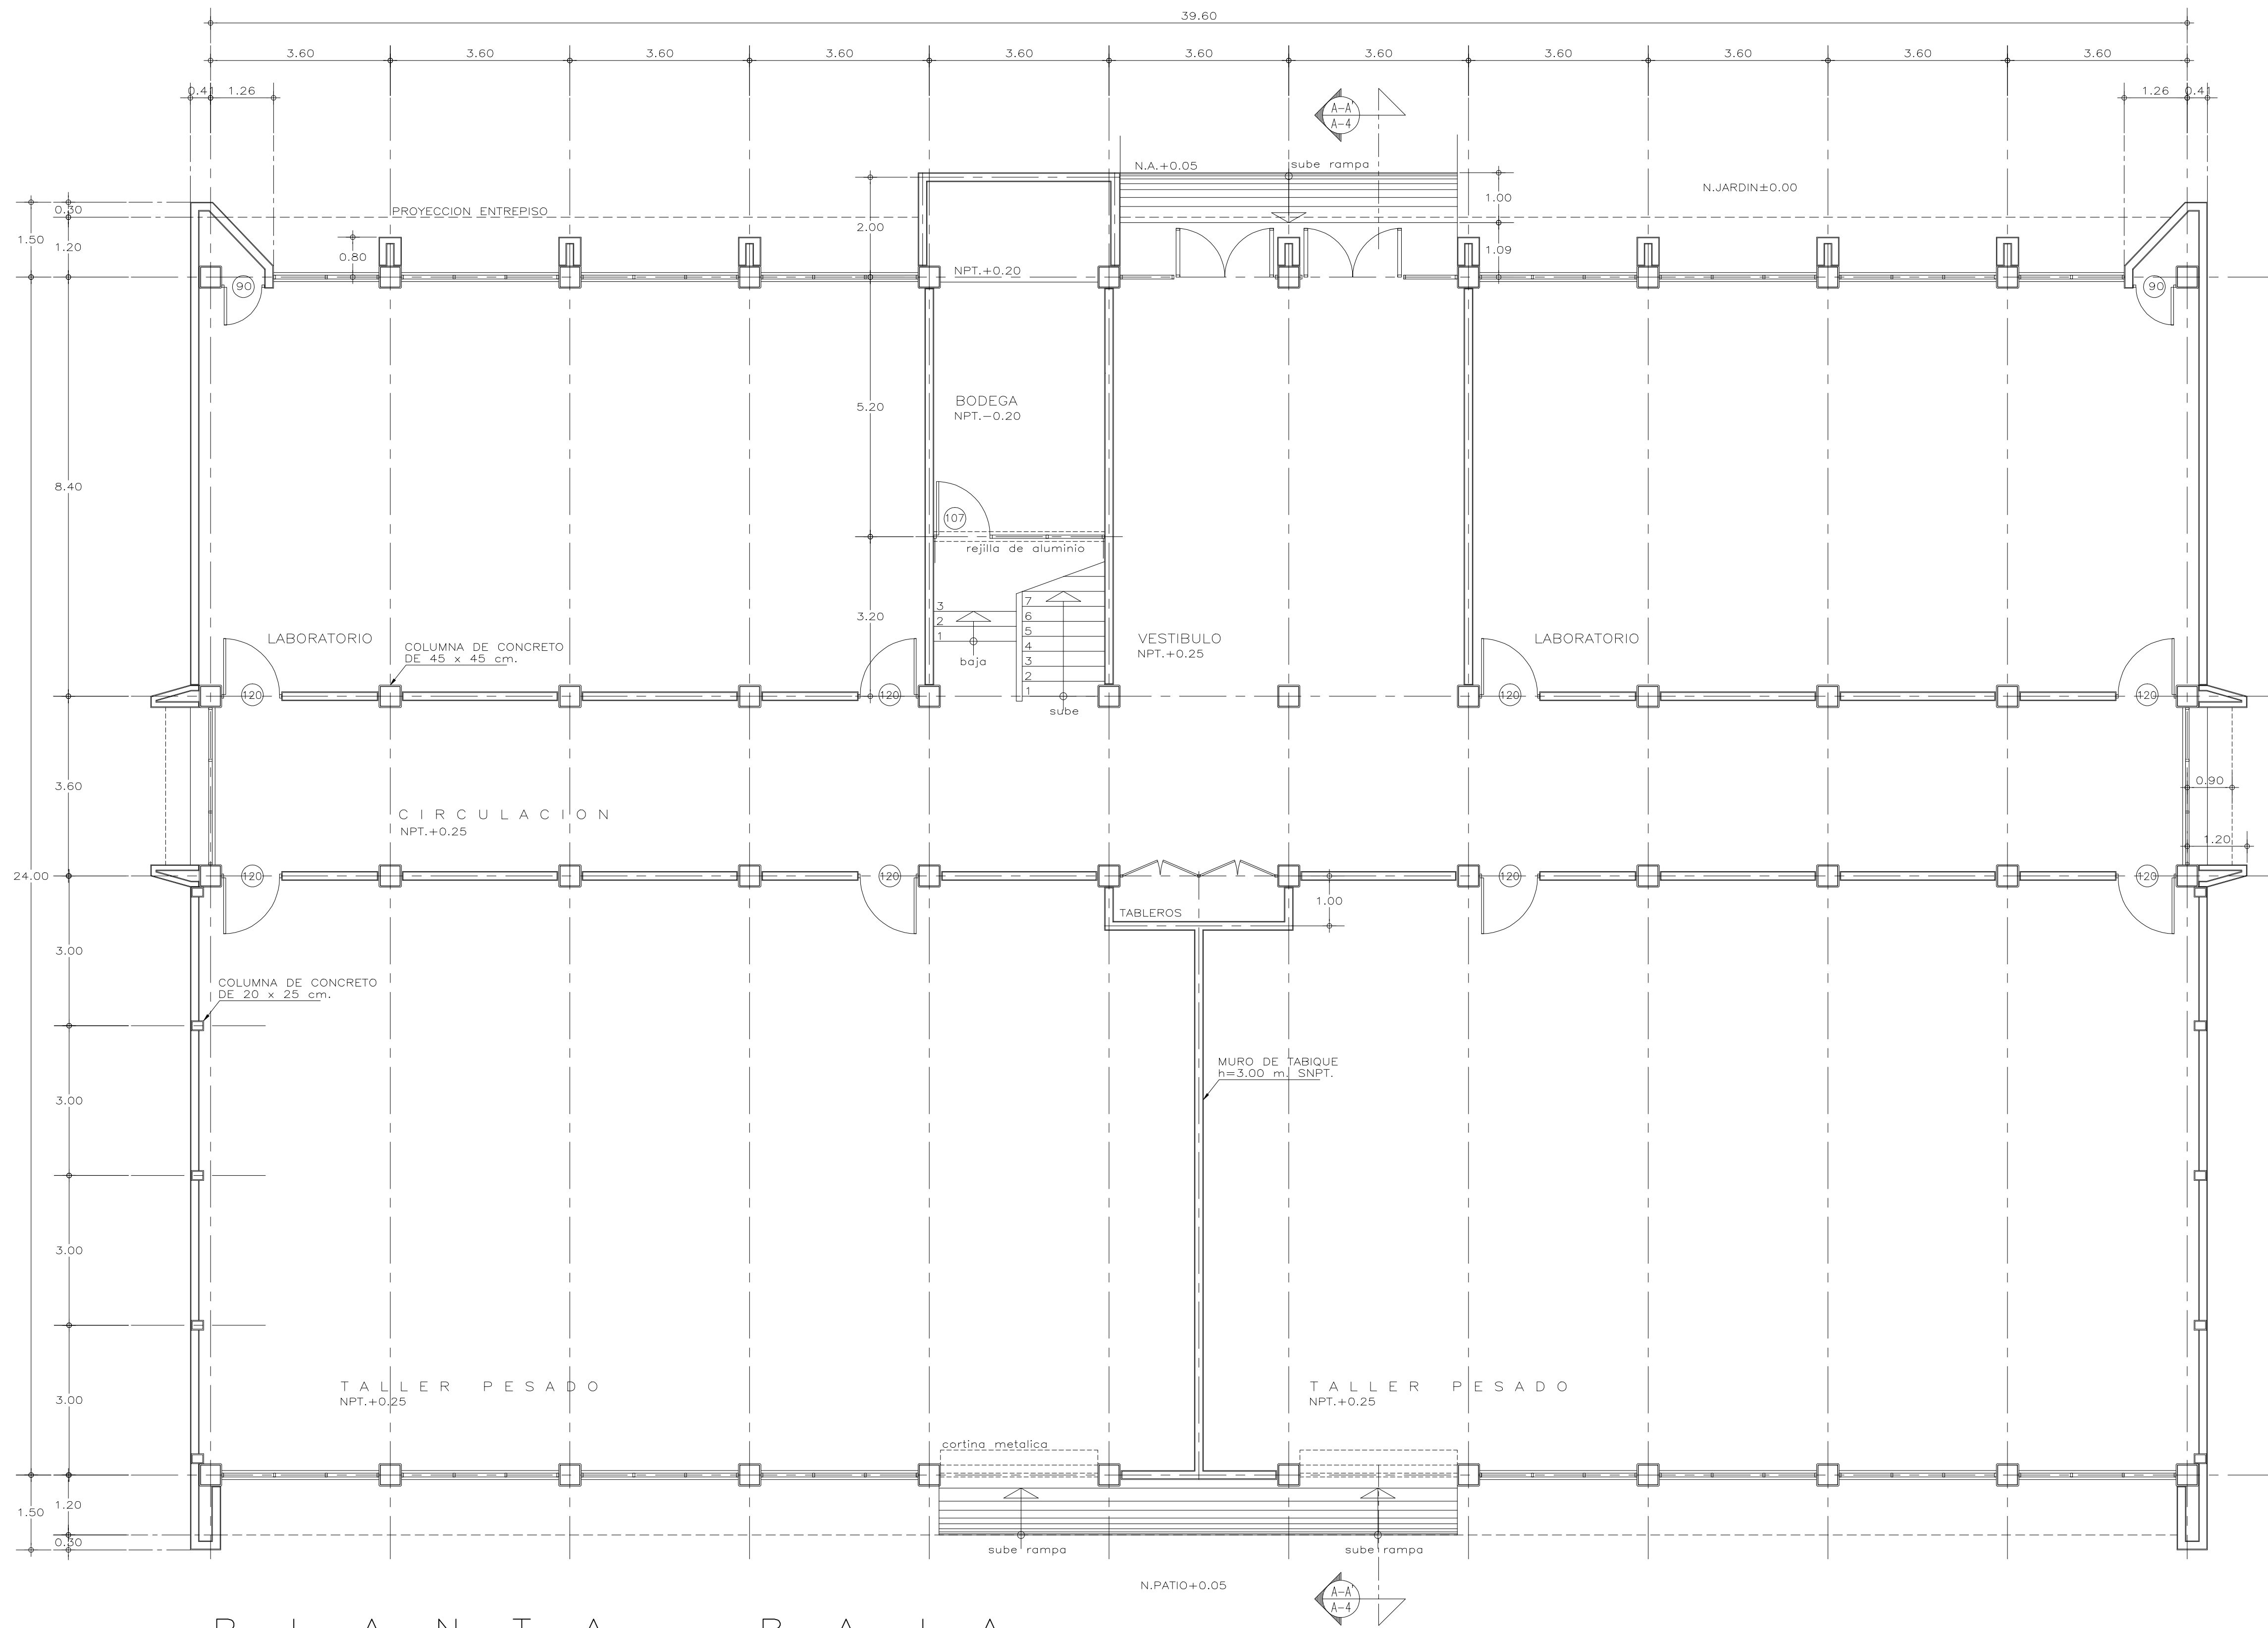 39.60
3.60 3.60 3.60 3.60 3.60 3.60 3.60 3.60 3.60 3.60 3.60
0.41 1.26
1.26 0.41
A-A'
A-4
N.A.+0.05
sube rampa
N.JARDIN±0.00
1.00
0.30
PROYECCION ENTREPISO
1.50
1.20
2.00
0.80
1.09
NPT.+0.20
90
90
BODEGA
NPT.-0.20
5.20
8.40
107
rejilla de aluminio
3
2
1
baja
7
6
5
4
3
2
1
sube
3.20
LABORATORIO
COLUMNA DE CONCRETO
DE 45 x 45 cm.
VESTIBULO
NPT.+0.25
LABORATORIO
120
120
120
120
3.60
CIRCULACION
NPT.+0.25
0.90
1.20
24.00
120
120
120
120
TABLEROS
1.00
3.00
COLUMNA DE CONCRETO
DE 20 x 25 cm.
MURO DE TABIQUE
h=3.00 m. SNPT.
3.00
3.00
3.00
TALLER PESADO
NPT.+0.25
TALLER PESADO
NPT.+0.25
cortina metalica
1.20
1.50
0.30
sube rampa
sube rampa
N.PATIO+0.05
A-A'
A-4
PLANTA BAJA